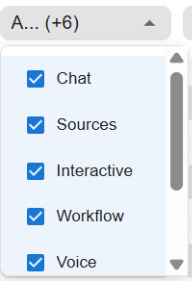 A... (+6)
Chat
Sources
Interactive
Workflow
Voice